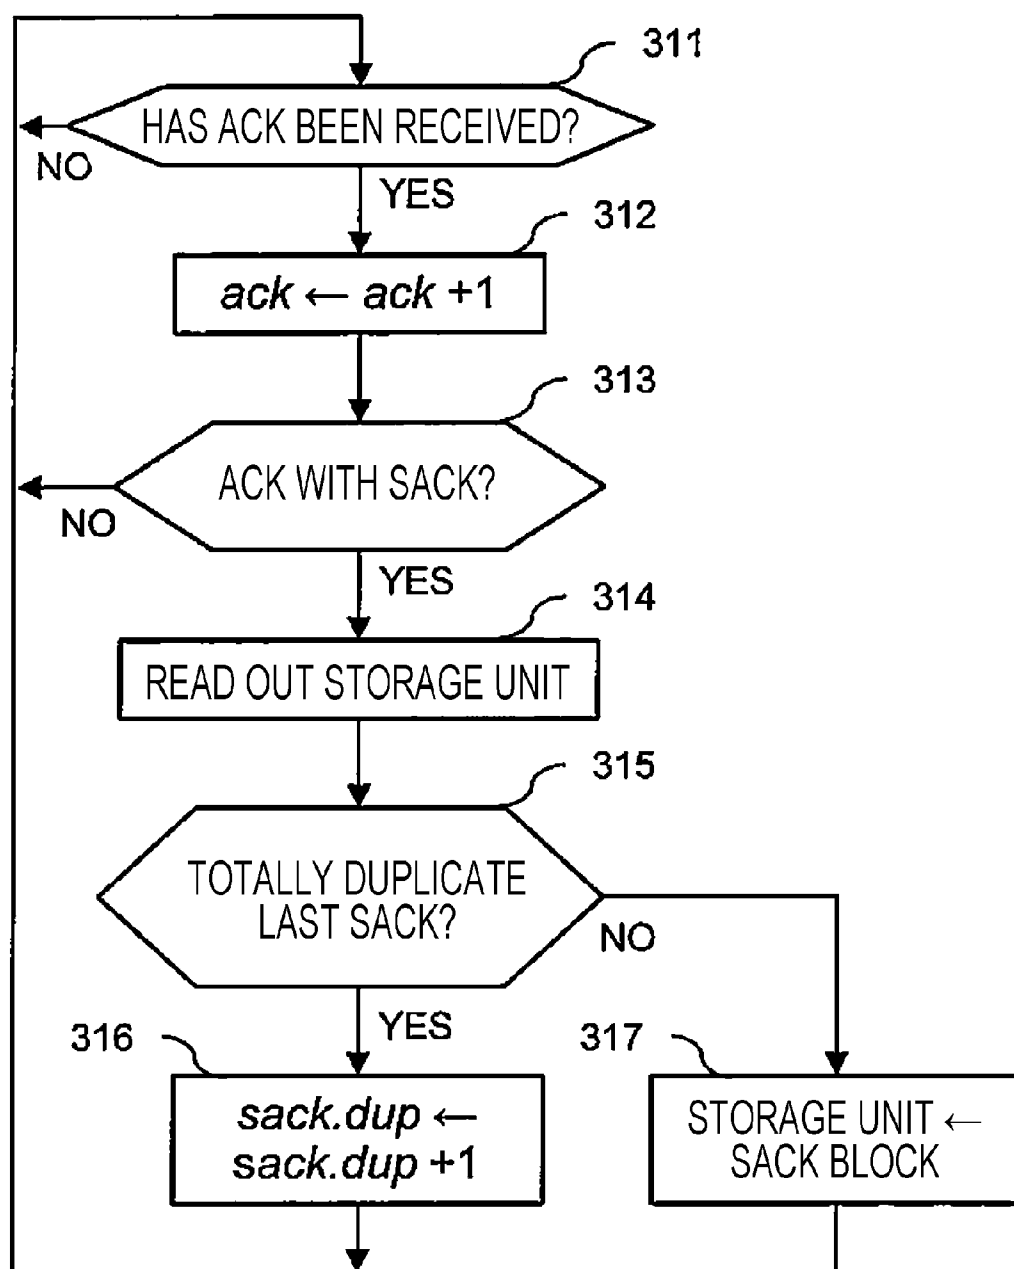 311
HAS ACK BEEN RECEIVED?
NO
YES
312
ack ← ack +1
313
ACK WITH SACK?
NO
YES
314
READ OUT STORAGE UNIT
315
TOTALLY DUPLICATE
LAST SACK?
NO
YES
316
sack.dup ←
sack.dup +1
317
STORAGE UNIT ←
SACK BLOCK